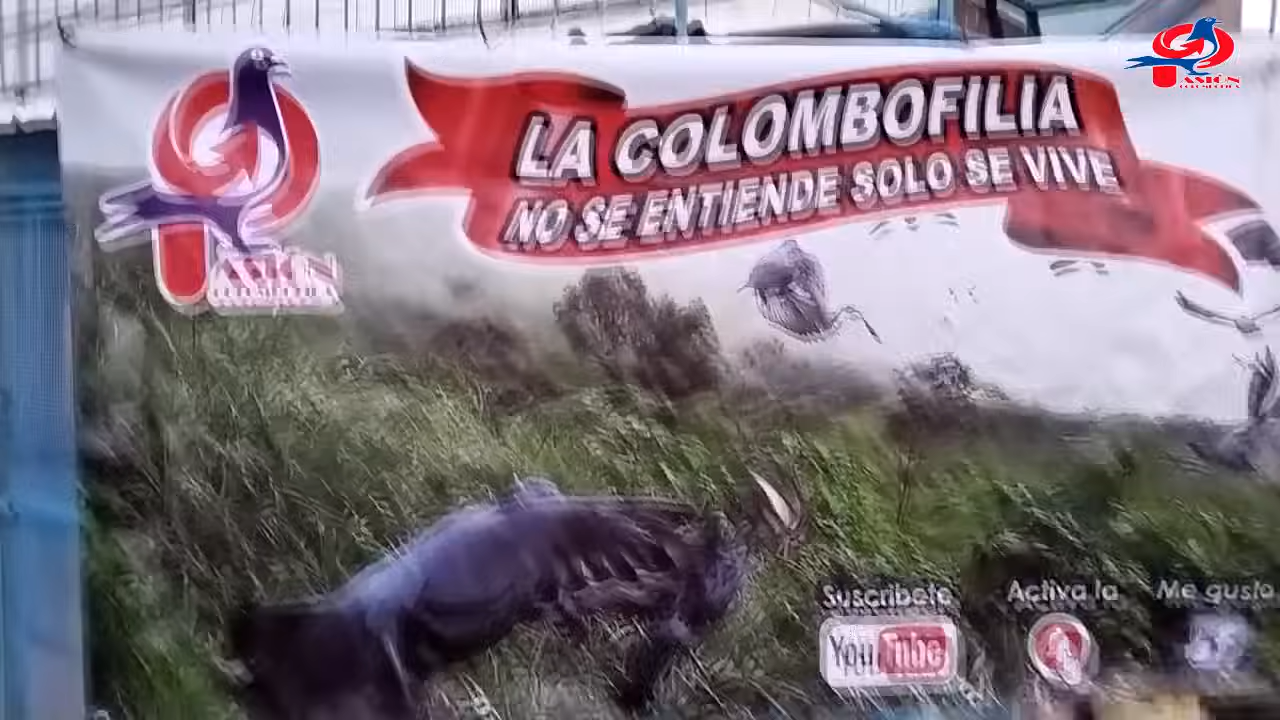 LA COLOMBOFILIA
NO SE ENTIENDE SOLO SE VIVE
Suscribete
Activa la
Me gusta
YouTube